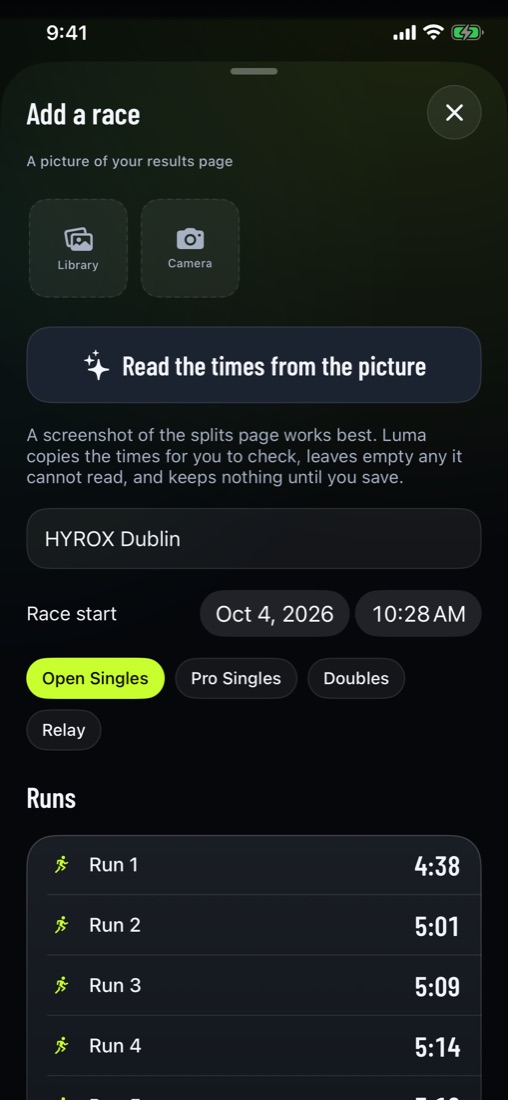 9:41
Add a race
A picture of your results page
Library
Camera
Read the times from the picture
A screenshot of the splits page works best. Luma
copies the times for you to check, leaves empty any it
cannot read, and keeps nothing until you save.
HYROX Dublin
Race start
Oct 4, 2026
10:28 AM
Open Singles
Pro Singles
Doubles
Relay
Runs
Run 1
4:38
Run 2
5:01
Run 3
5:09
Run 4
5:14